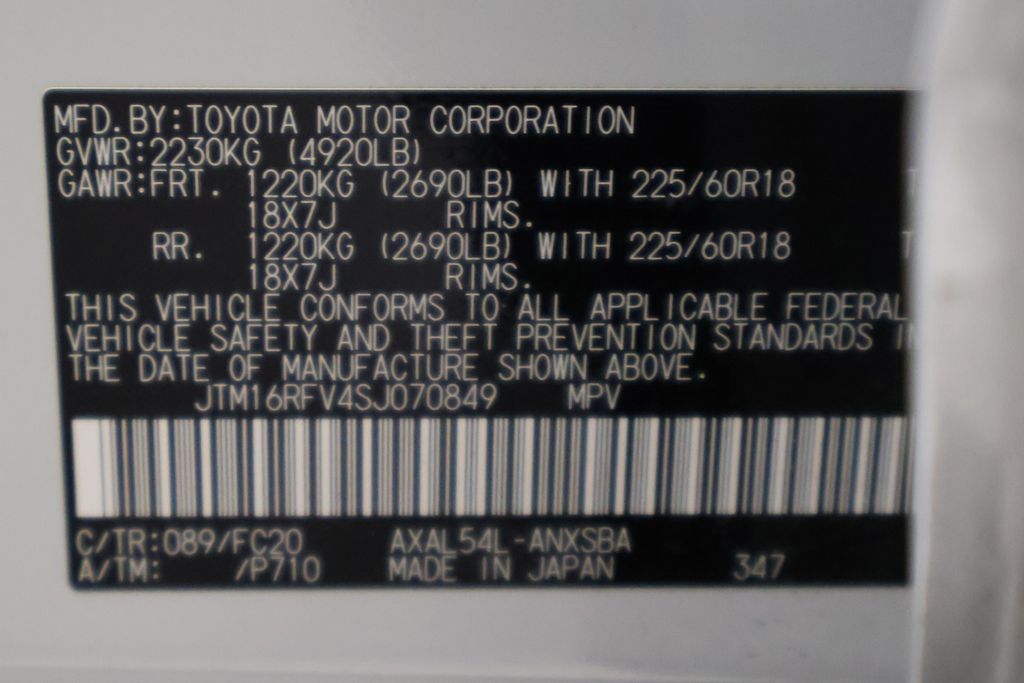 MFD.BY:TOYOTA MOTOR CORPORATION
GVWR:2230KG (4920LB)
GAWR:FRT. 1220KG (2690LB) WITH 225/60R18
18X7J RIMS.
RR. 1220KG (2690LB) WITH 225/60R18
18X7J RIMS.
THIS VEHICLE CONFORMS TO ALL APPLICABLE FEDERAL
VEHICLE SAFETY AND THEFT PREVENTION STANDARDS IN
THE DATE OF MANUFACTURE SHOWN ABOVE.
JTM16RFV4SJ070849 MPV
C/TR:089/FC20 AXAL54L-ANXSBA
A/TM: /P710 MADE IN JAPAN 347